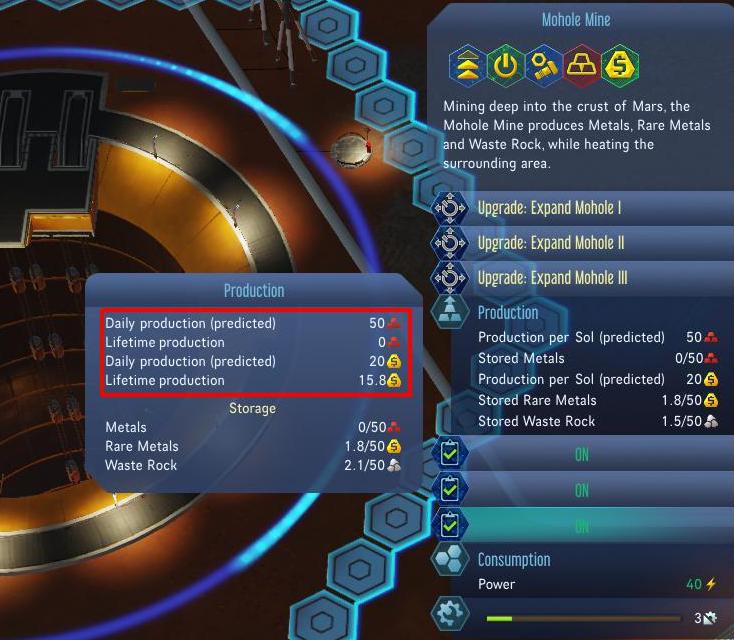 Mohole Mine
Mining deep into the crust of Mars, the
Mohole Mine produces Metals, Rare Metals
and Waste Rock, while heating the
surrounding area.
Upgrade: Expand Mohole I
Upgrade: Expand Mohole II
Upgrade: Expand Mohole III
Production
Production per Sol (predicted) 50
Stored Metals 0/50
Production per Sol (predicted) 20
Stored Rare Metals 1.8/50
Stored Waste Rock 1.5/50
ON
ON
ON
Consumption
Power 40
3
Production
Daily production (predicted) 50
Lifetime production 0
Daily production (predicted) 20
Lifetime production 15.8
Storage
Metals 0/50
Rare Metals 1.8/50
Waste Rock 2.1/50